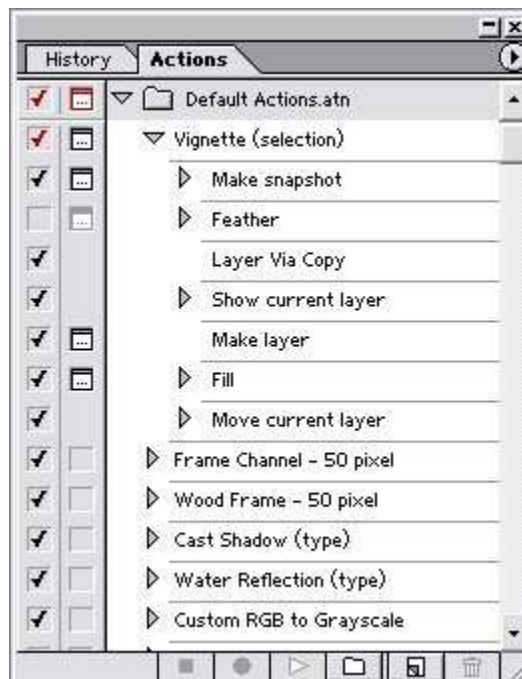 History Actions
Default Actions.atn
Vignette (selection)
Make snapshot
Feather
Layer Via Copy
Show current layer
Make layer
Fill
Move current layer
Frame Channel - 50 pixel
Wood Frame - 50 pixel
Cast Shadow (type)
Water Reflection (type)
Custom RGB to Grayscale